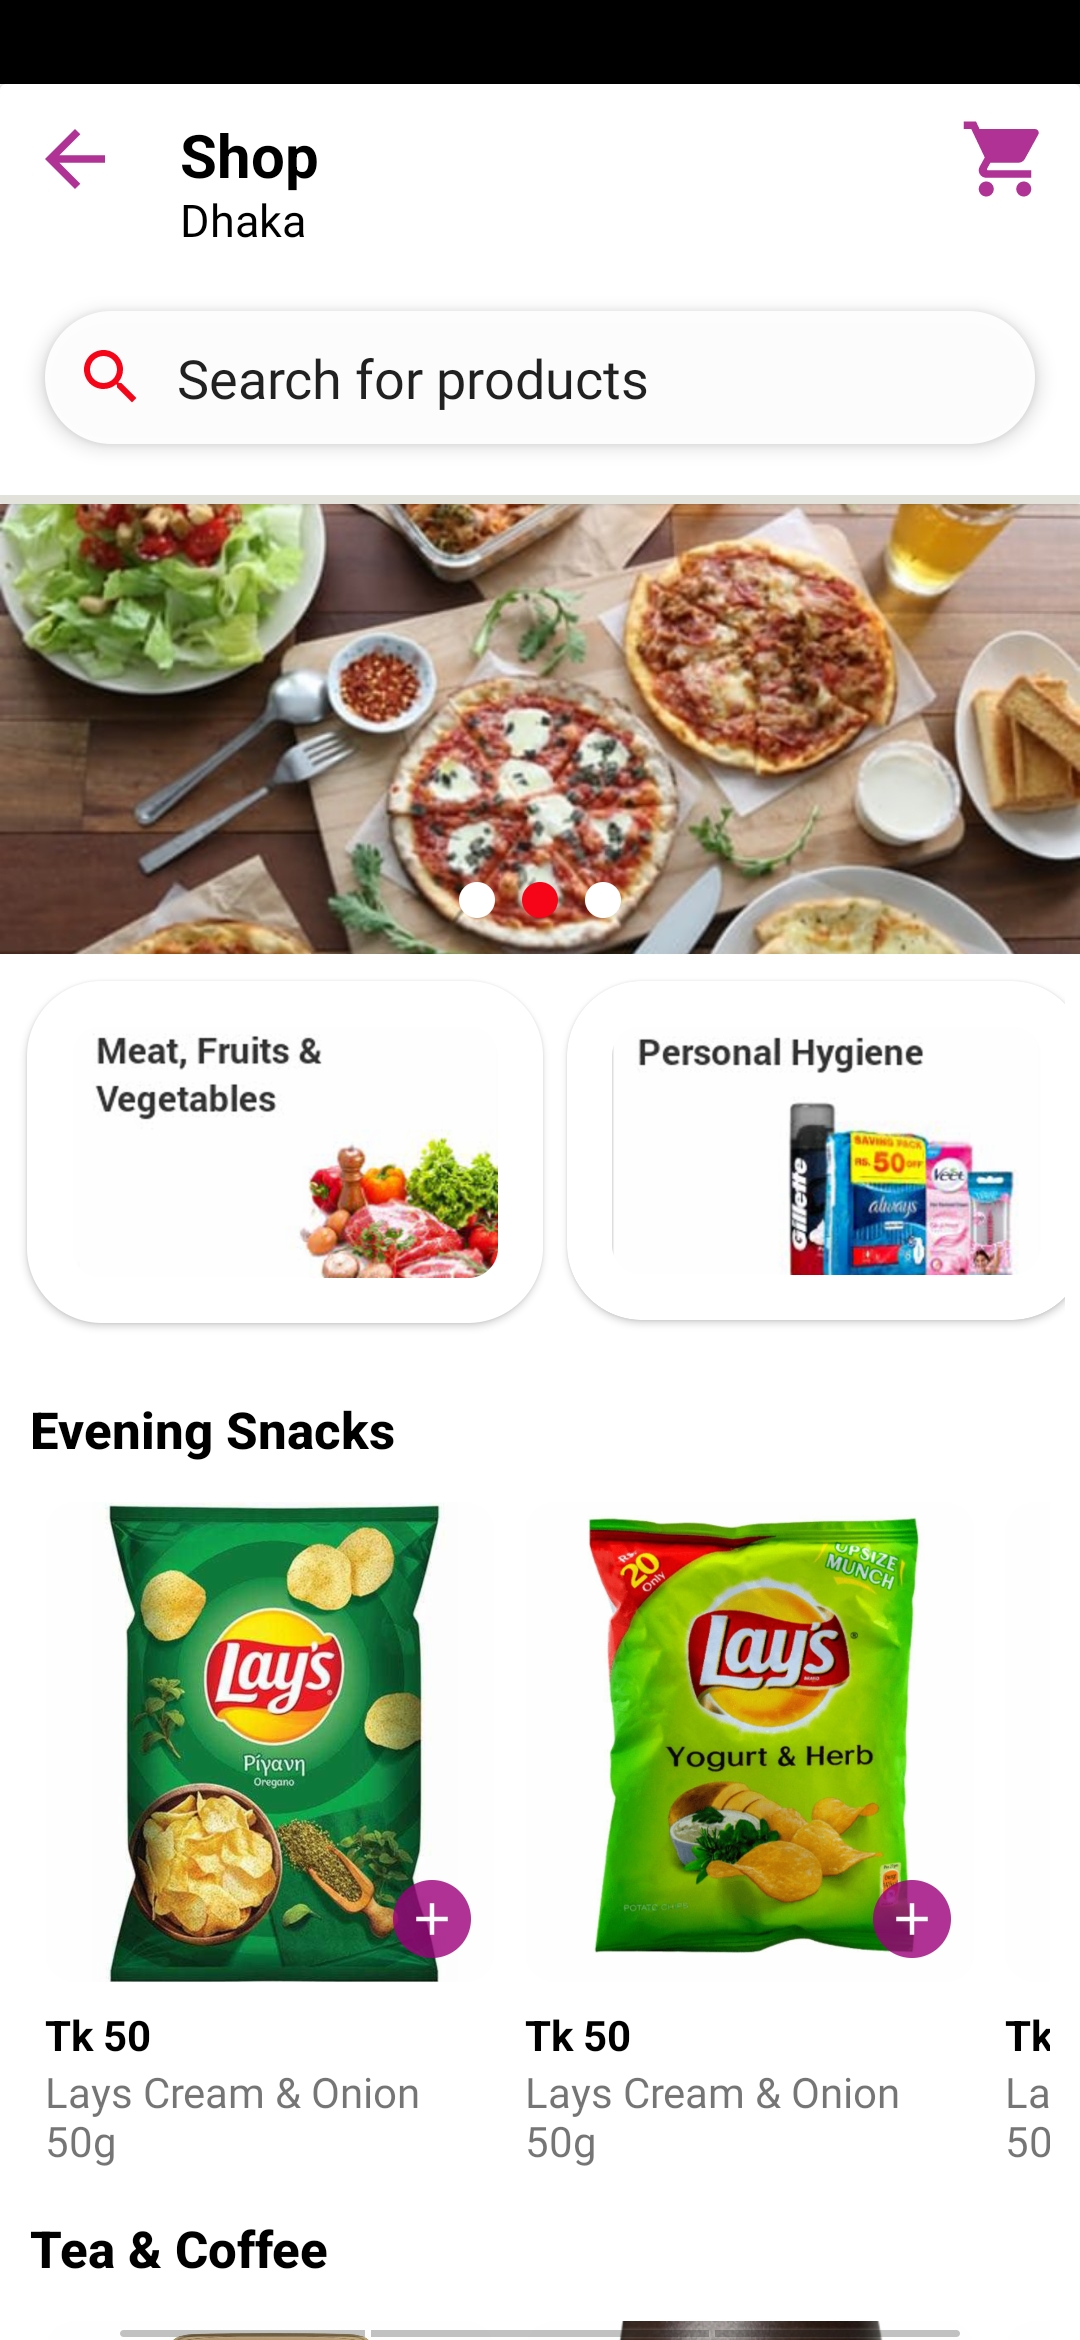 Shop
Dhaka
Search for products
Meat, Fruits &
Vegetables
Personal Hygiene
Gillette
SAVING PACK
RS. 50 OFF
always
Veet
Evening Snacks
Lay's
Ρίγανη
Oregano
Rs. 20 Only
UPSIZE
MUNCH
Lay's
Yogurt & Herb
POTATO CHIPS
Tk 50
Lays Cream & Onion
50g
Tk 50
Lays Cream & Onion
50g
Tk
La
50
Tea & Coffee